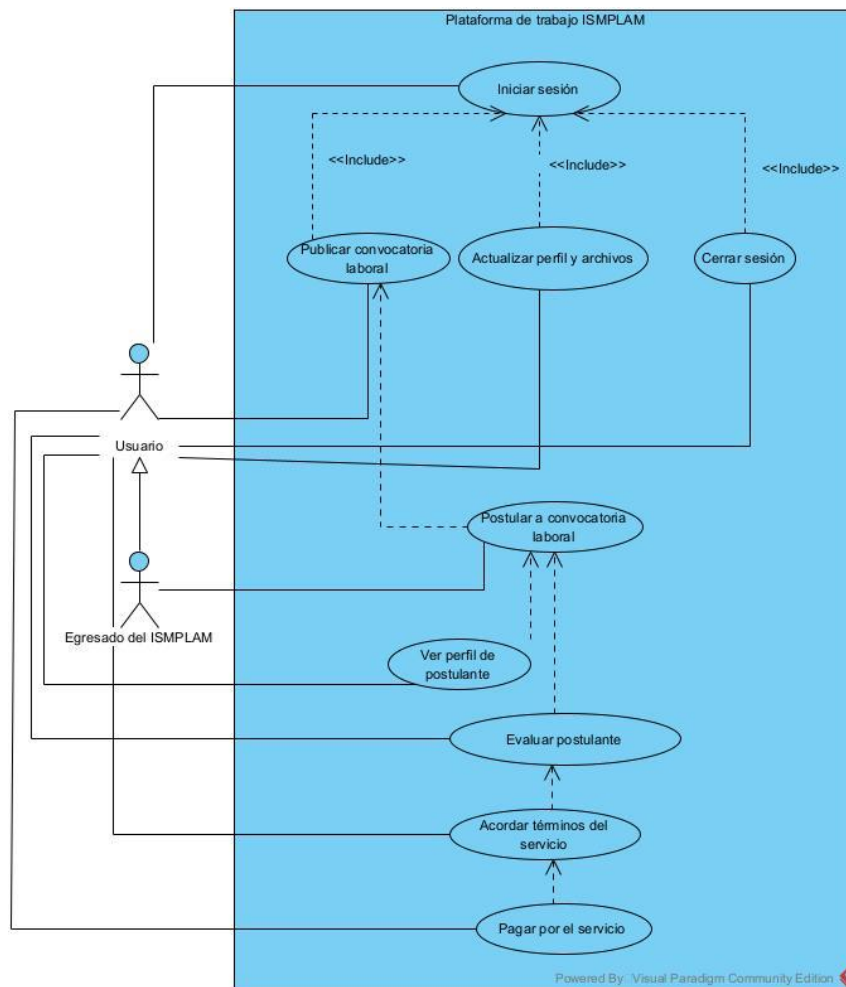 Plataforma de trabajo ISMPLAM
Iniciar sesión
<<Include>>
<<Include>>
<<Include>>
Publicar convocatoria
laboral
Actualizar perfil y archivos
Cerrar sesión
Usuario
Postular a convocatoria
laboral
Egresado del ISMPLAM
Ver perfil de
postulante
Evaluar postulante
Acordar términos del
servicio
Pagar por el servicio
Powered By Visual Paradigm Community Edition